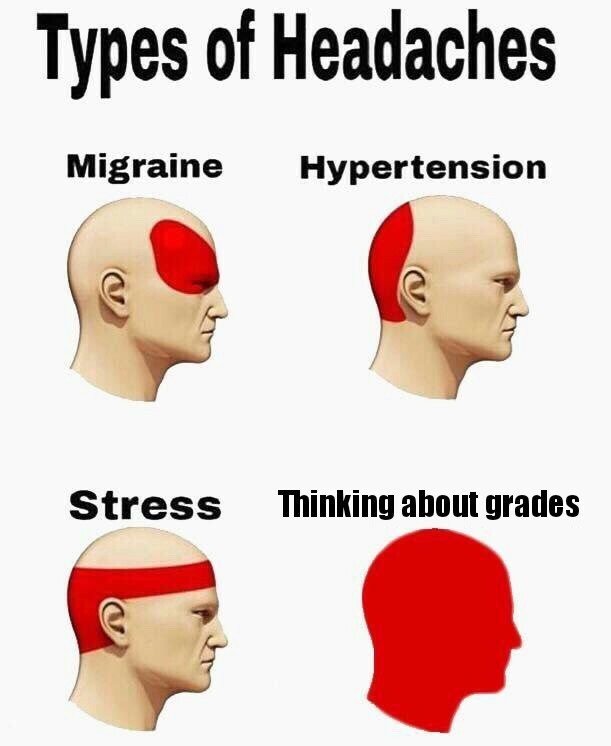 Types of Headaches
Migraine
Hypertension
Stress
Thinking about grades